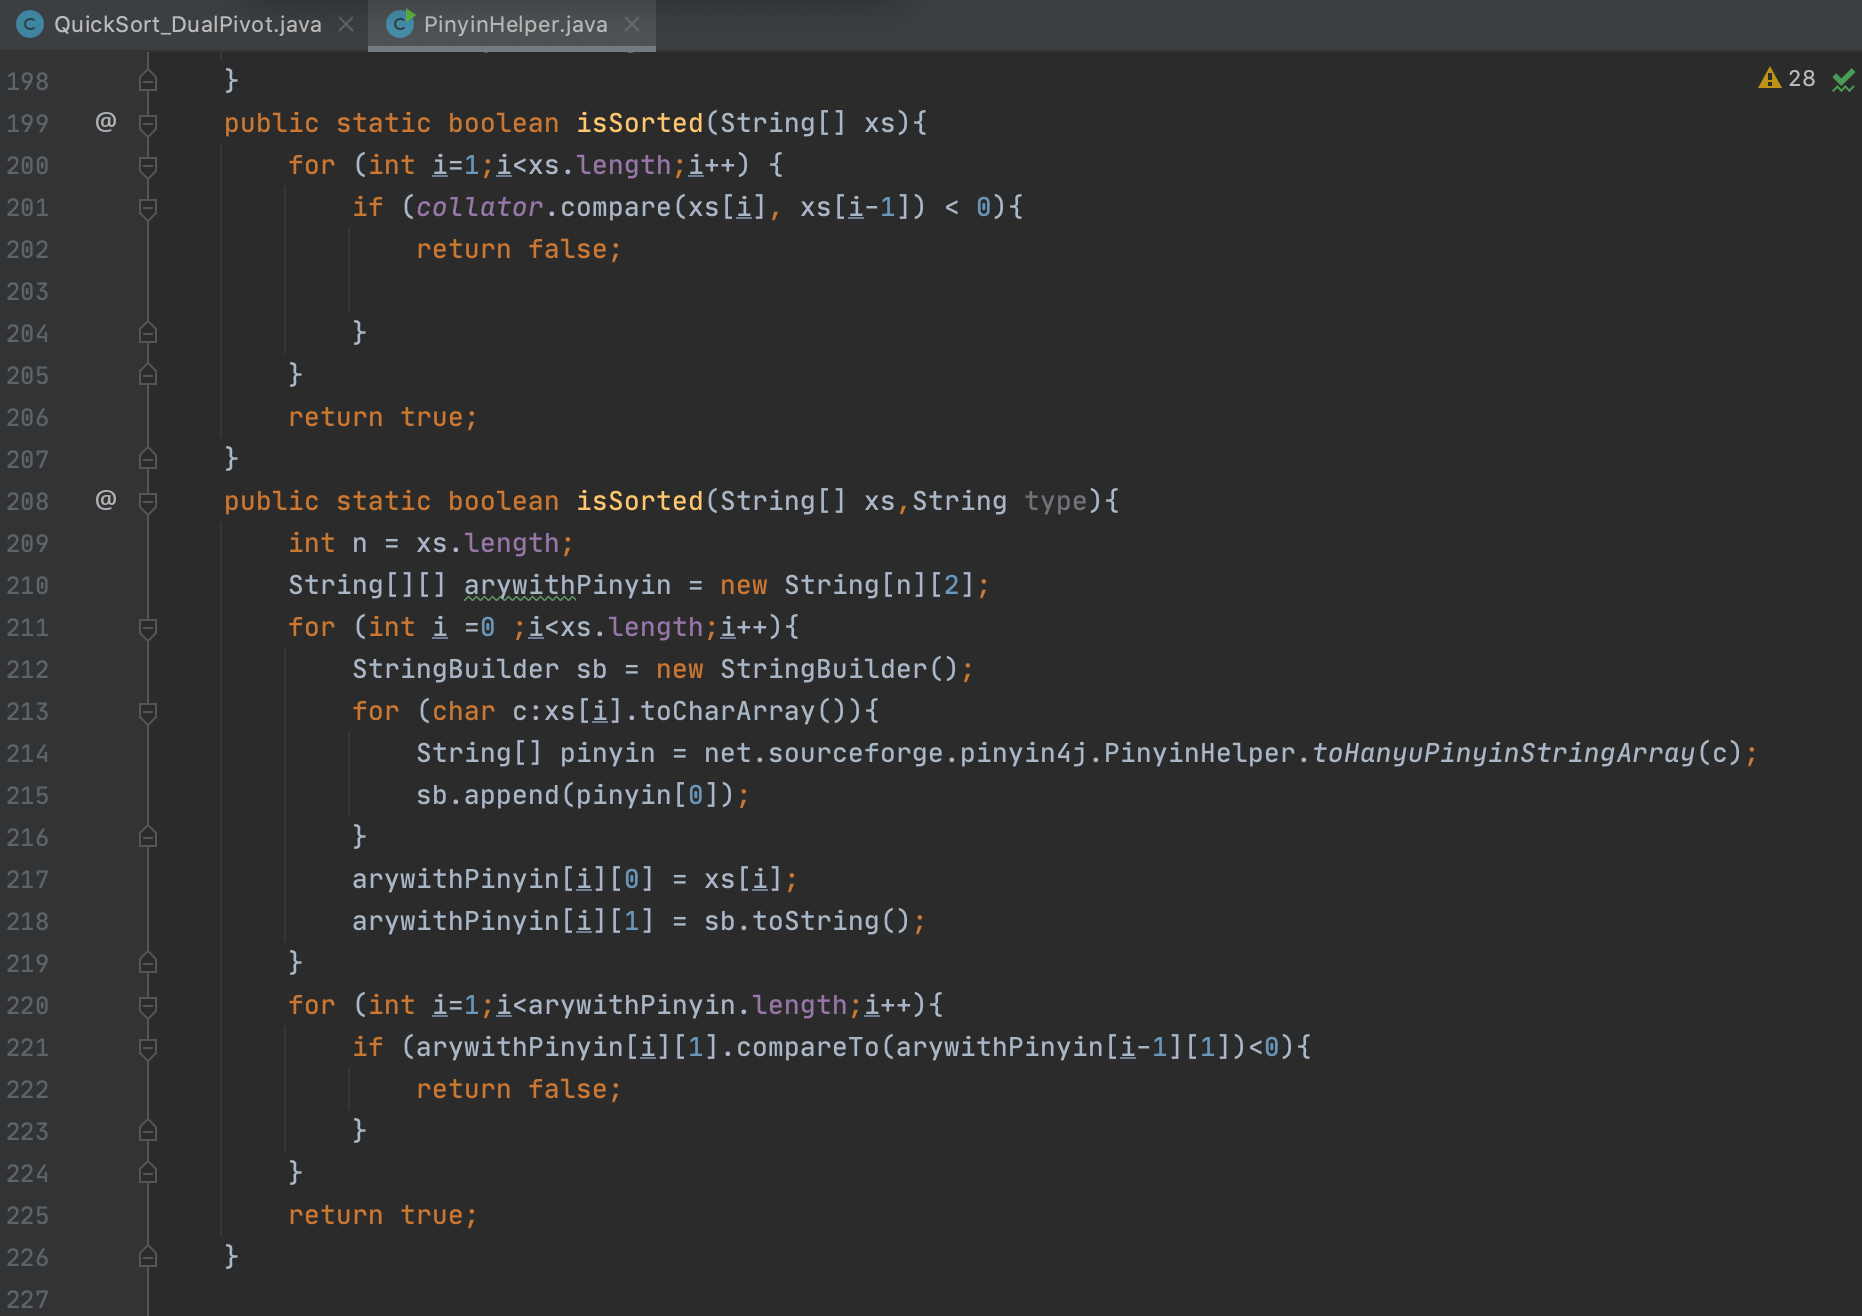 QuickSort_DualPivot.java PinyinHelper.java
198 }
28
199 @ public static boolean isSorted(String[] xs){
200 for (int i=1;i<xs.length;i++) {
201 if (collator.compare(xs[i], xs[i-1]) < 0){
202 return false;
203
204 }
205 }
206 return true;
207 }
208 @ public static boolean isSorted(String[] xs,String type){
209 int n = xs.length;
210 String[][] arywithPinyin = new String[n][2];
211 for (int i =0 ;i<xs.length;i++){
212 StringBuilder sb = new StringBuilder();
213 for (char c:xs[i].toCharArray()){
214 String[] pinyin = net.sourceforge.pinyin4j.PinyinHelper.toHanyuPinyinStringArray(c);
215 sb.append(pinyin[0]);
216 }
217 arywithPinyin[i][0] = xs[i];
218 arywithPinyin[i][1] = sb.toString();
219 }
220 for (int i=1;i<arywithPinyin.length;i++){
221 if (arywithPinyin[i][1].compareTo(arywithPinyin[i-1][1])<0){
222 return false;
223 }
224 }
225 return true;
226 }
227